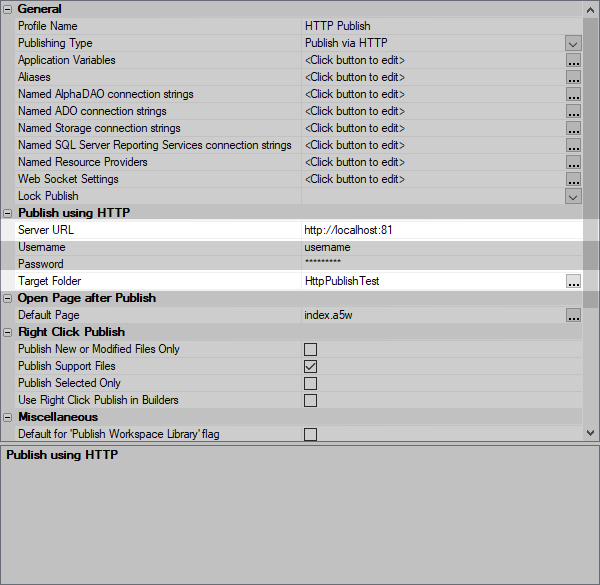 General
Profile Name HTTP Publish
Publishing Type Publish via HTTP
Application Variables <Click button to edit> ...
Aliases <Click button to edit> ...
Named AlphaDAO connection strings <Click button to edit> ...
Named ADO connection strings <Click button to edit> ...
Named Storage connection strings <Click button to edit> ...
Named SQL Server Reporting Services connection strings <Click button to edit> ...
Named Resource Providers <Click button to edit> ...
Web Socket Settings <Click button to edit> ...
Lock Publish
Publish using HTTP
Server URL http://localhost:81
Username username
Password *********
Target Folder HttpPublishTest ...
Open Page after Publish
Default Page index.a5w ...
Right Click Publish
Publish New or Modified Files Only
Publish Support Files
Publish Selected Only
Use Right Click Publish in Builders
Miscellaneous
Default for 'Publish Workspace Library' flag
Publish using HTTP